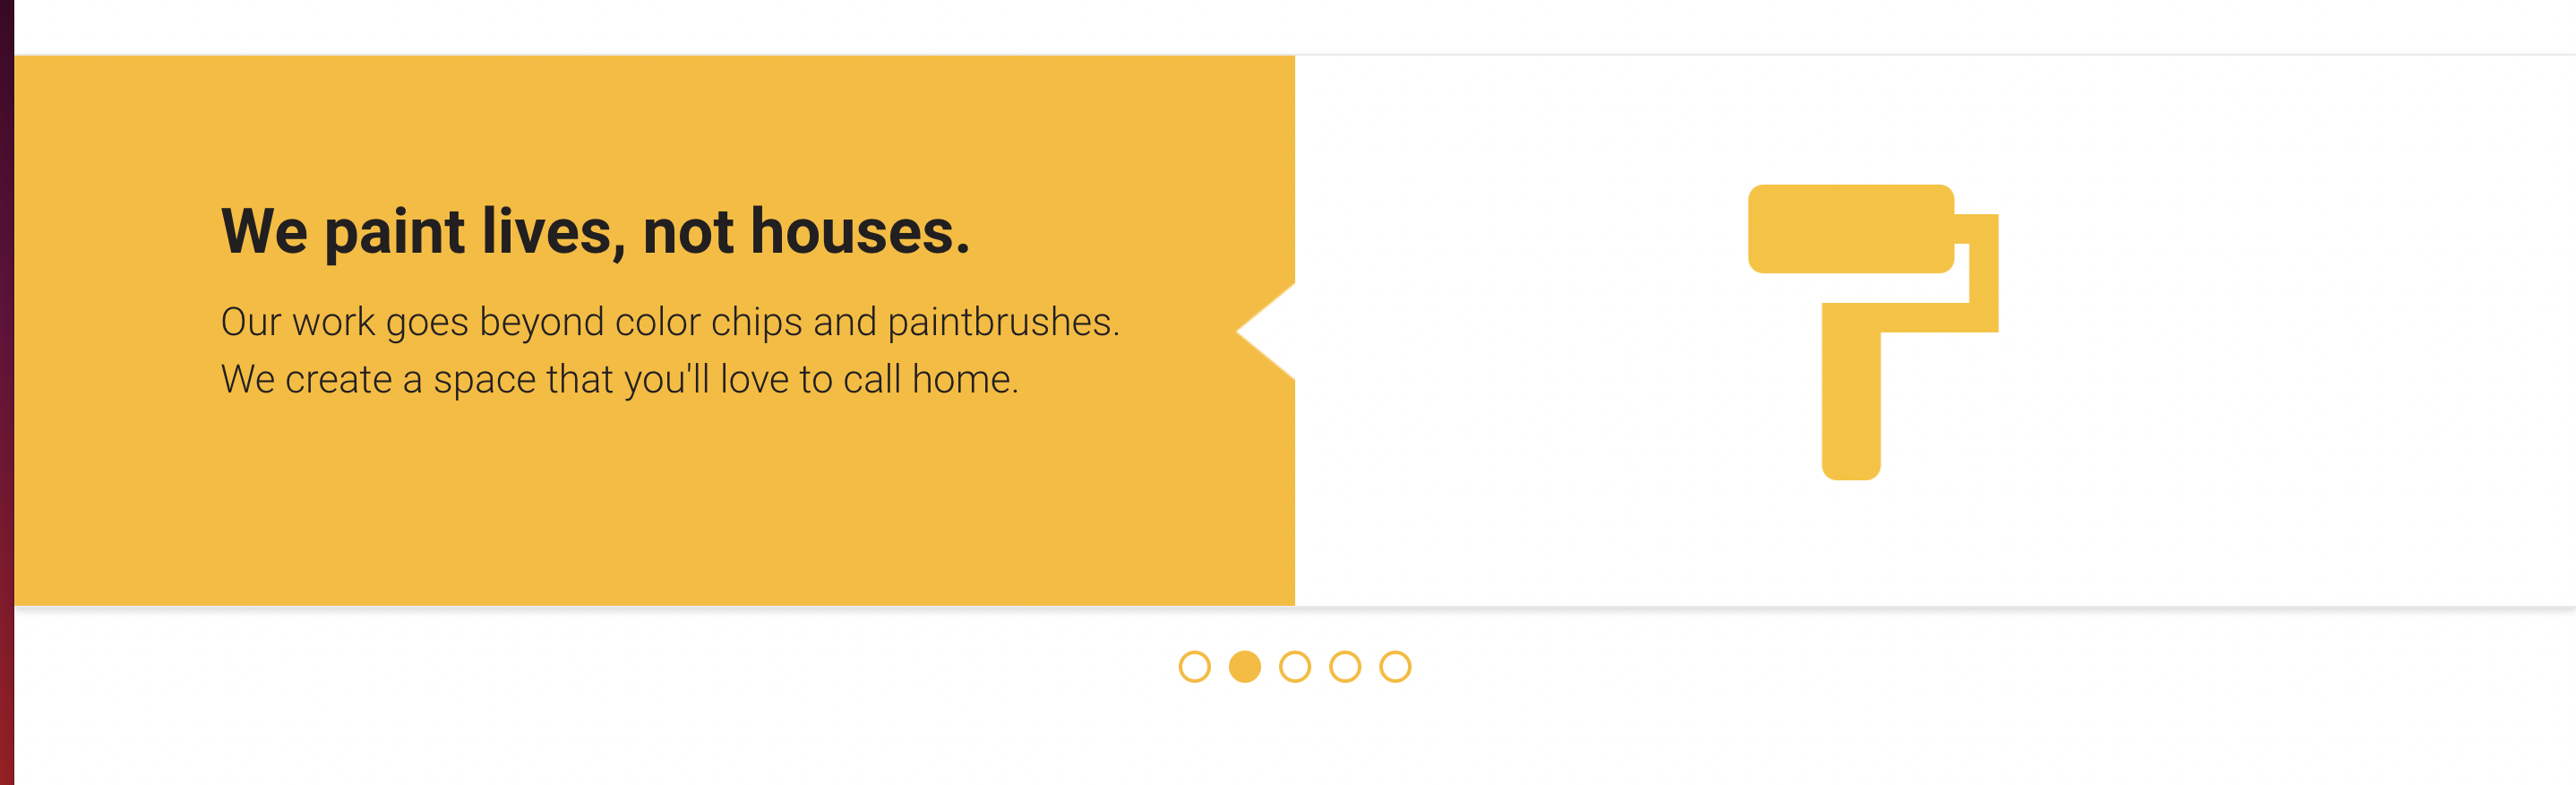 We paint lives, not houses.
Our work goes beyond color chips and paintbrushes.
We create a space that you'll love to call home.